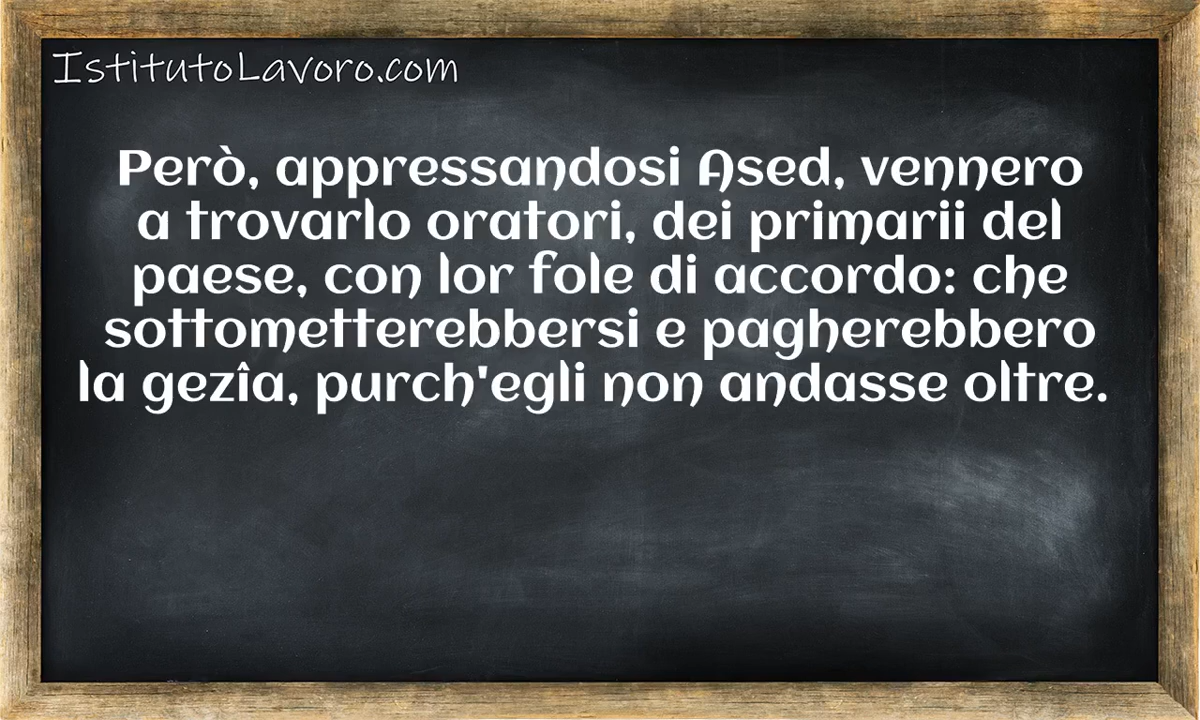 IstitutoLavoro.com
Però, appressandosi Ased, vennero
a trovarlo oratori, dei primarii del
paese, con lor fole di accordo: che
sottometterebbersi e pagherebbero
la gezîa, purch'egli non andasse oltre.